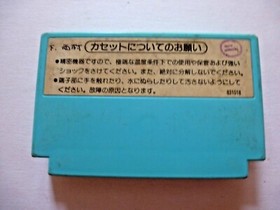 カセットについてのお願い
●精密機器ですので、極端な温度条件下での使用や保管および強い
ショックをさけてください。また、絶対に分解しないでください。
●端子部に手を触れたり、水にぬらしたりして汚さないようにして
ください。故障の原因となります。